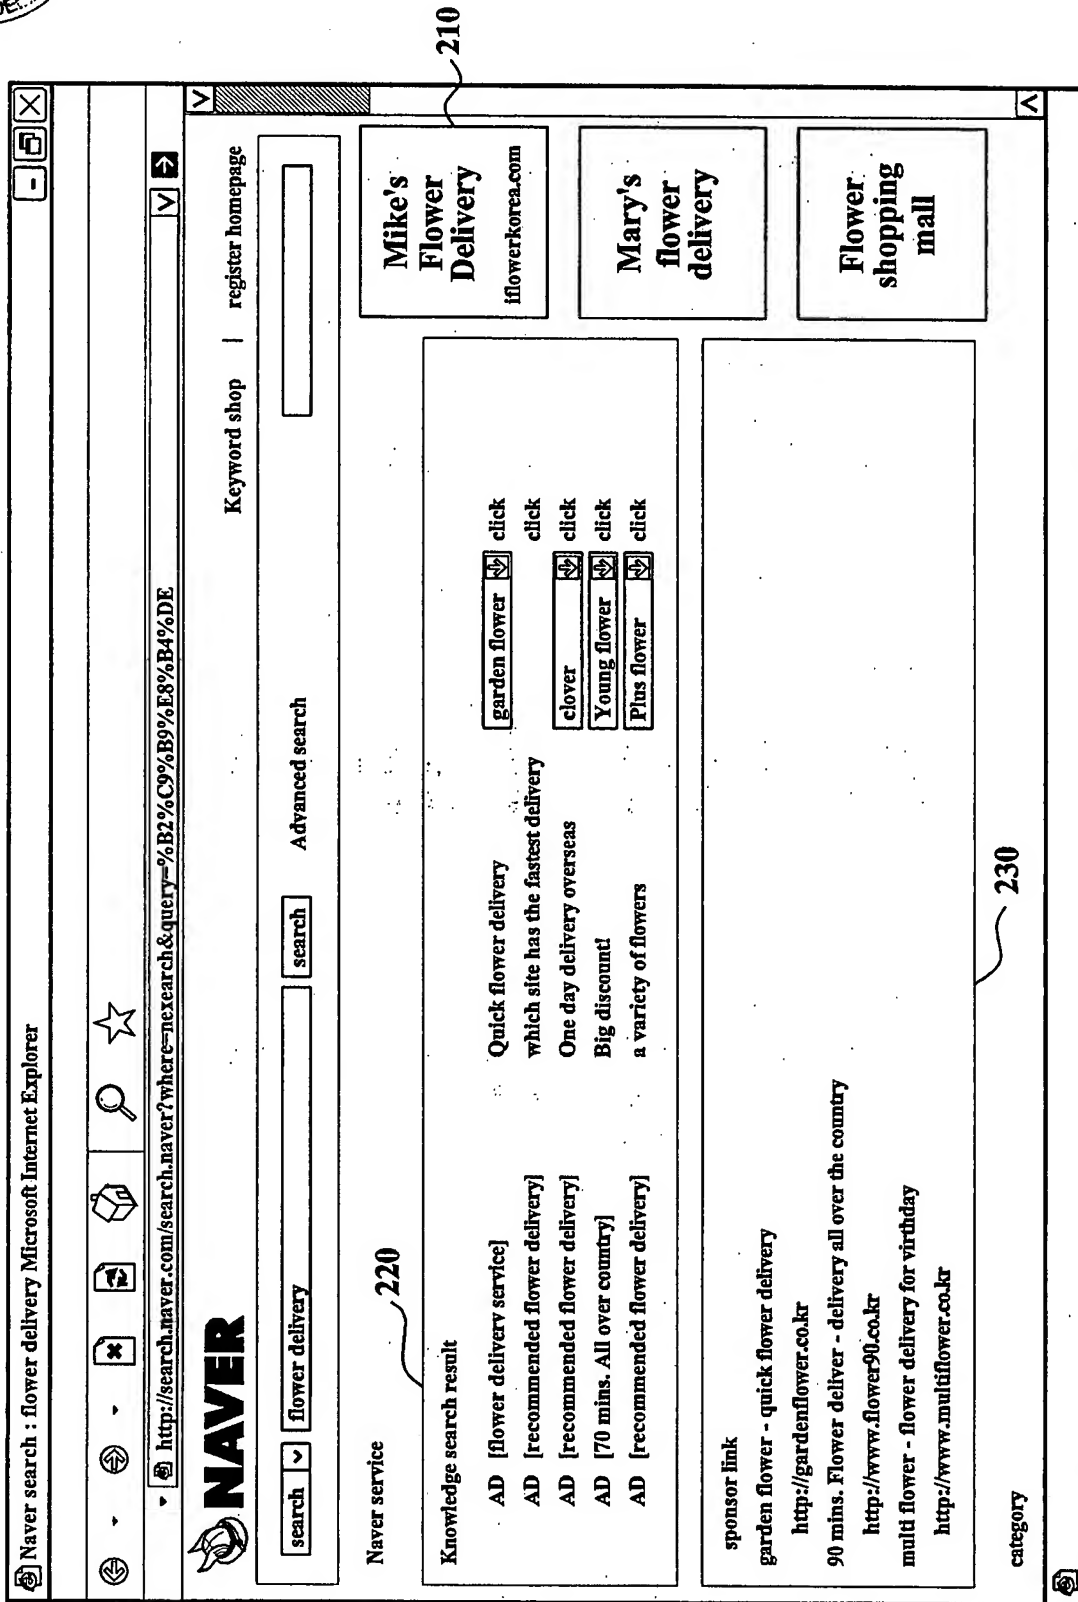 Naver search : flower delivery Microsoft Internet Explorer
http://search.naver.com/search.naver?where=nexearch&query=%B2%C9%B9%E8%B4%DE
NAVER
Keyword shop | register homepage
search flower delivery search Advanced search
Naver service
220
210
Mike's
Flower
Delivery
iflowerkorea.com
Knowledge search result
AD [flower delivery service] Quick flower delivery garden flower click
AD [recommended flower delivery] which site has the fastest delivery click
AD [recommended flower delivery] One day delivery overseas clover click
AD [70 mins. All over country] Big discount! Young flower click
AD [recommended flower delivery] a variety of flowers Plus flower click
Mary's
flower
delivery
sponsor link
garden flower - quick flower delivery
http://gardenflower.co.kr
90 mins. Flower deliver - delivery all over the country
http://www.flower90.co.kr
multi flower - flower delivery for virthday
http://www.multiflower.co.kr
Flower
shopping
mall
230
category